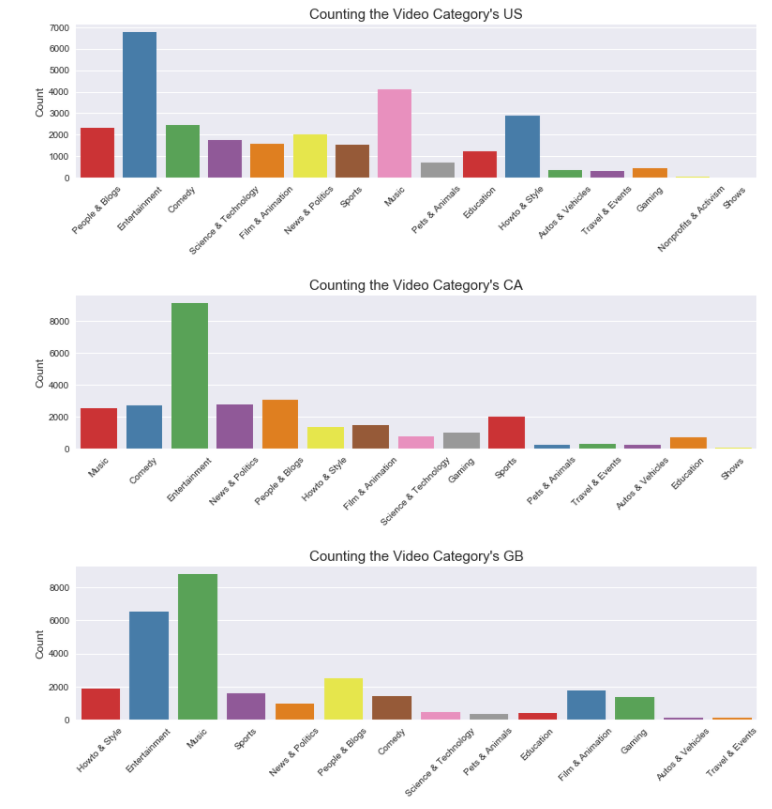 Counting the Video Category's US
7000
6000
5000
4000
3000
2000
1000
0
Count
People & Blogs
Entertainment
Comedy
Science & Technology
Film & Animation
News & Politics
Sports
Music
Pets & Animals
Education
Howto & Style
Autos & Vehicles
Travel & Events
Gaming
Nonprofits & Activism
Shows
Counting the Video Category's CA
8000
6000
4000
2000
0
Count
Music
Comedy
Entertainment
News & Politics
People & Blogs
Howto & Style
Film & Animation
Science & Technology
Gaming
Sports
Pets & Animals
Travel & Events
Autos & Vehicles
Education
Shows
Counting the Video Category's GB
8000
6000
4000
2000
0
Count
Howto & Style
Entertainment
Music
Sports
News & Politics
People & Blogs
Comedy
Science & Technology
Pets & Animals
Education
Film & Animation
Gaming
Autos & Vehicles
Travel & Events